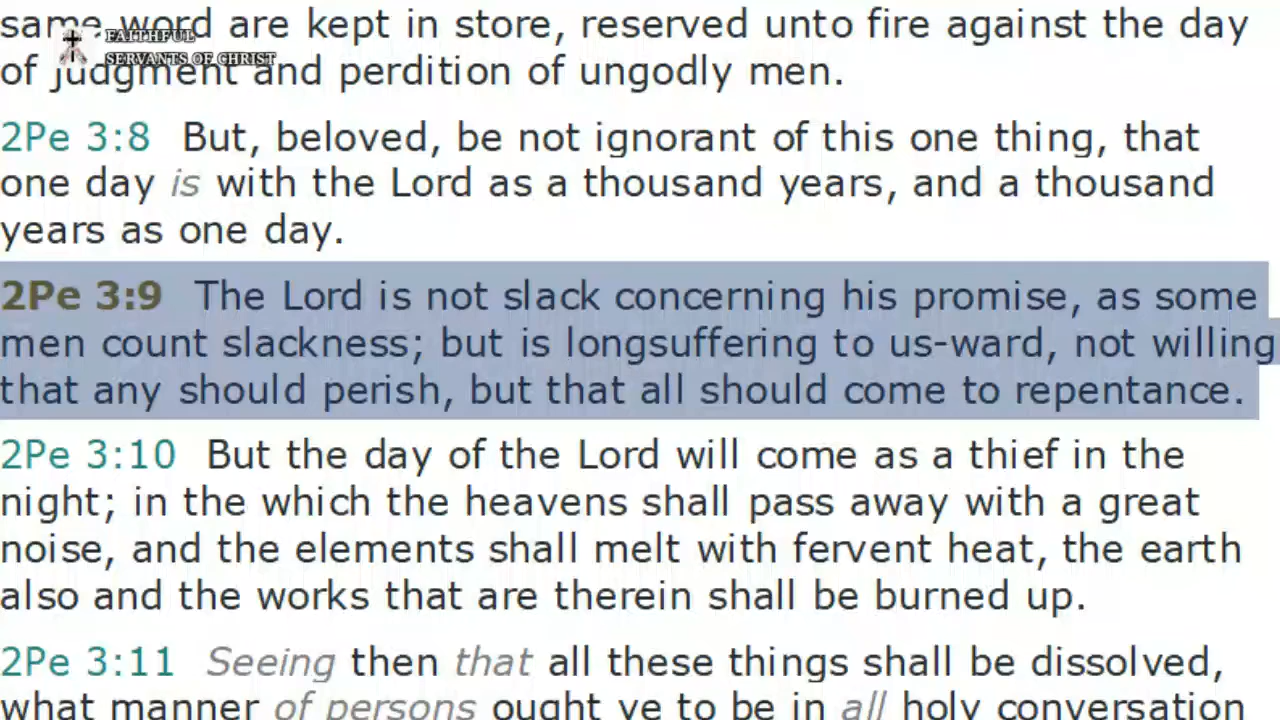 same word are kept in store, reserved unto fire against the day
FAITHFUL
SERVANTS OF CHRIST
of judgment and perdition of ungodly men.
2Pe 3:8 But, beloved, be not ignorant of this one thing, that
one day is with the Lord as a thousand years, and a thousand
years as one day.
2Pe 3:9 The Lord is not slack concerning his promise, as some
men count slackness; but is longsuffering to us-ward, not willing
that any should perish, but that all should come to repentance.
2Pe 3:10 But the day of the Lord will come as a thief in the
night; in the which the heavens shall pass away with a great
noise, and the elements shall melt with fervent heat, the earth
also and the works that are therein shall be burned up.
2Pe 3:11 Seeing then that all these things shall be dissolved,
what manner of persons ought ye to be in all holy conversation